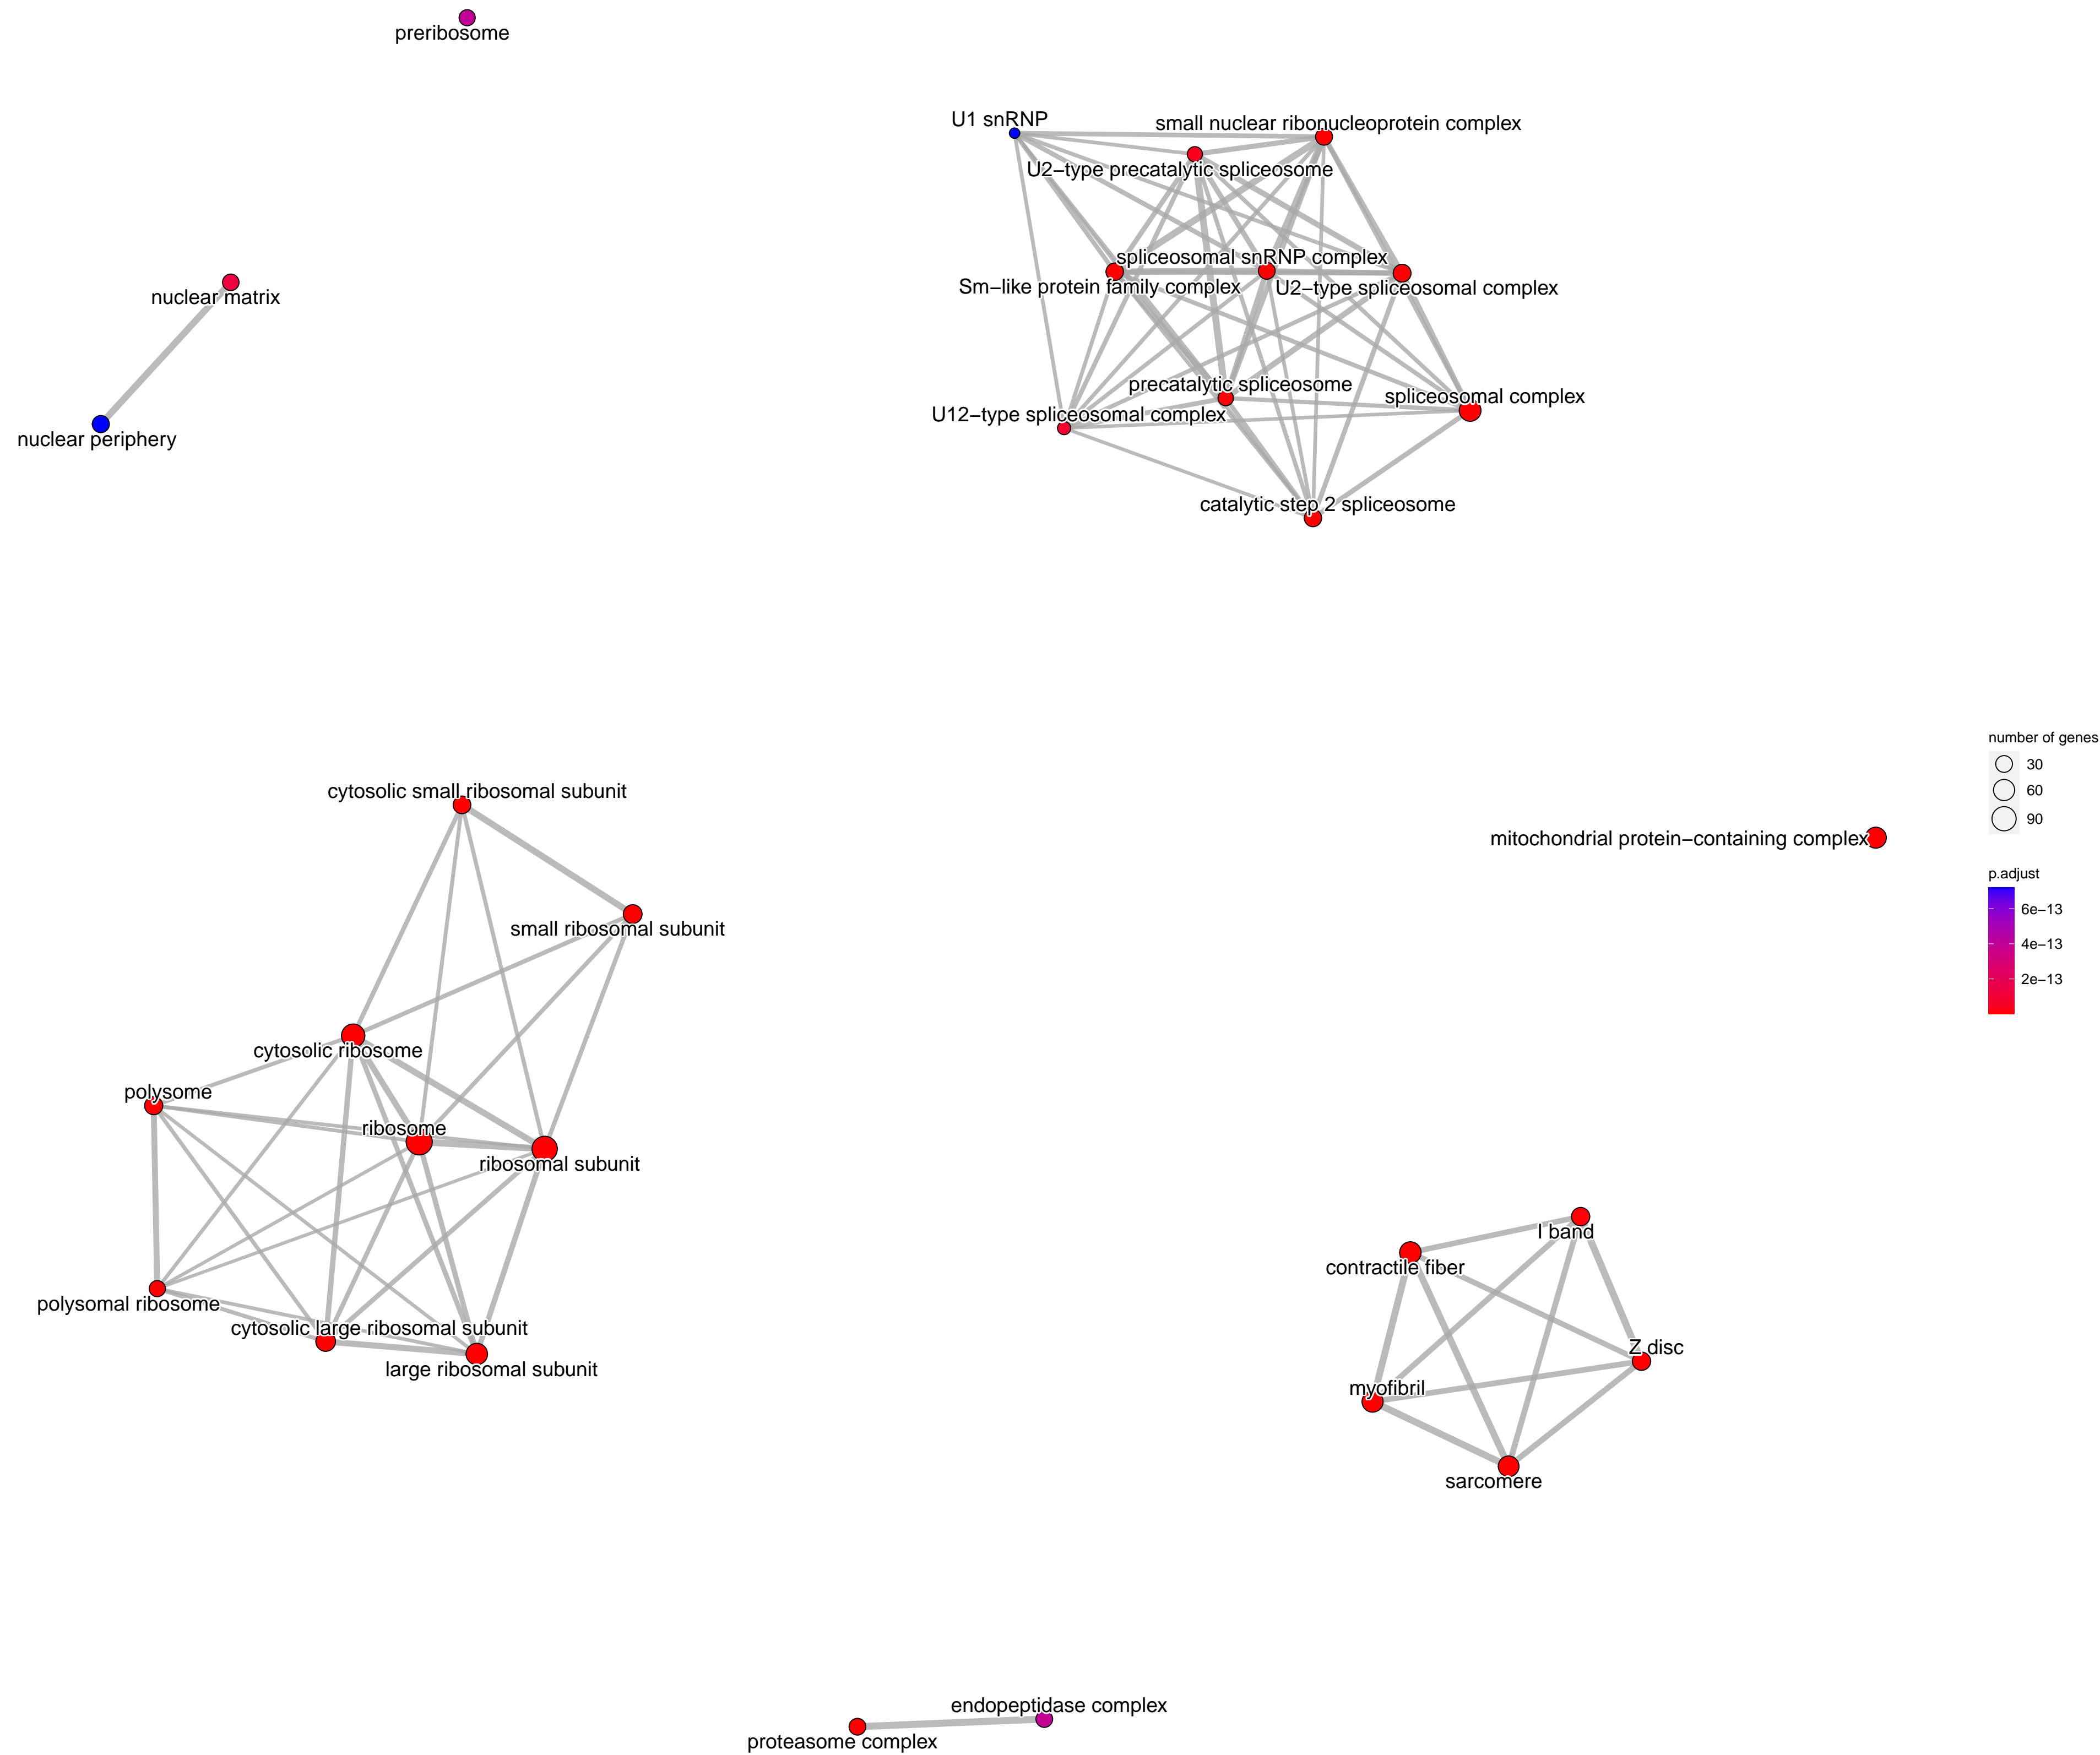 preribosome
U1 snRNP
small nuclear ribonucleoprotein complex
U2−type precatalytic spliceosome
spliceosomal snRNP complex
Sm−like protein family complex
U2−type spliceosomal complex
nuclear matrix
precatalytic spliceosome
spliceosomal complex
U12−type spliceosomal complex
nuclear periphery
catalytic step 2 spliceosome
number of genes
30
60
90
cytosolic small ribosomal subunit
mitochondrial protein−containing complex
p.adjust
6e−13
4e−13
2e−13
small ribosomal subunit
cytosolic ribosome
polysome
ribosome
ribosomal subunit
I band
contractile fiber
polysomal ribosome
cytosolic large ribosomal subunit
large ribosomal subunit
Z disc
myofibril
sarcomere
endopeptidase complex
proteasome complex